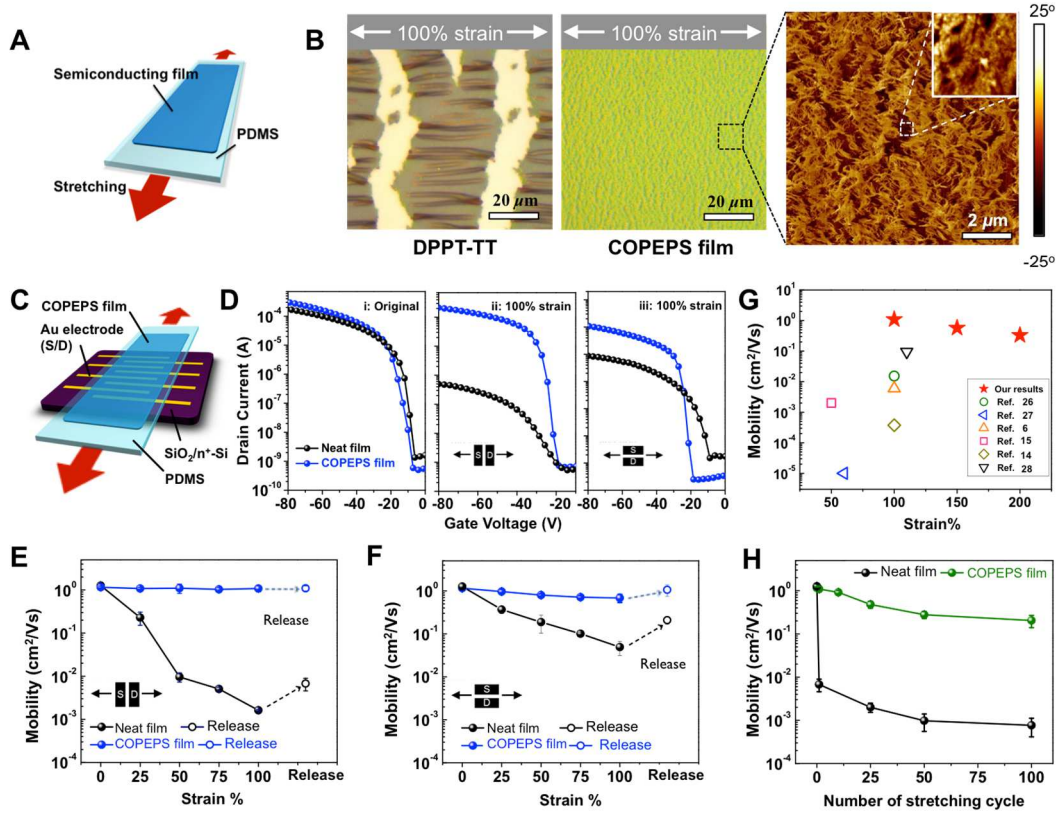 A
Semiconducting film
PDMS
Stretching
B
100% strain
100% strain
20 µm
20 µm
2 µm
DPPT-TT
COPEPS film
25°
-25°
C
COPEPS film
Au electrode
(S/D)
SiO2/n+-Si
PDMS
D
Drain Current (A)
10-4
10-5
10-6
10-7
10-8
10-9
10-10
i: Original
ii: 100% strain
iii: 100% strain
Neat film
COPEPS film
S D
S
D
-80 -60 -40 -20 0
-80 -60 -40 -20 0
-80 -60 -40 -20 0
Gate Voltage (V)
G
Mobility (cm2/Vs)
101
100
10-1
10-2
10-3
10-4
10-5
Our results
Ref. 26
Ref. 27
Ref. 6
Ref. 15
Ref. 14
Ref. 28
50 100 150 200
Strain%
E
Mobility (cm2/Vs)
100
10-1
10-2
10-3
10-4
Release
S D
Neat film Release
COPEPS film Release
0 25 50 75 100 Release
Strain %
F
Mobility (cm2/Vs)
100
10-1
10-2
10-3
10-4
Release
S
D
Neat film Release
COPEPS film Release
0 25 50 75 100 Release
Strain %
H
Mobility (cm2/Vs)
100
10-1
10-2
10-3
10-4
Neat film COPEPS film
0 25 50 75 100
Number of stretching cycle